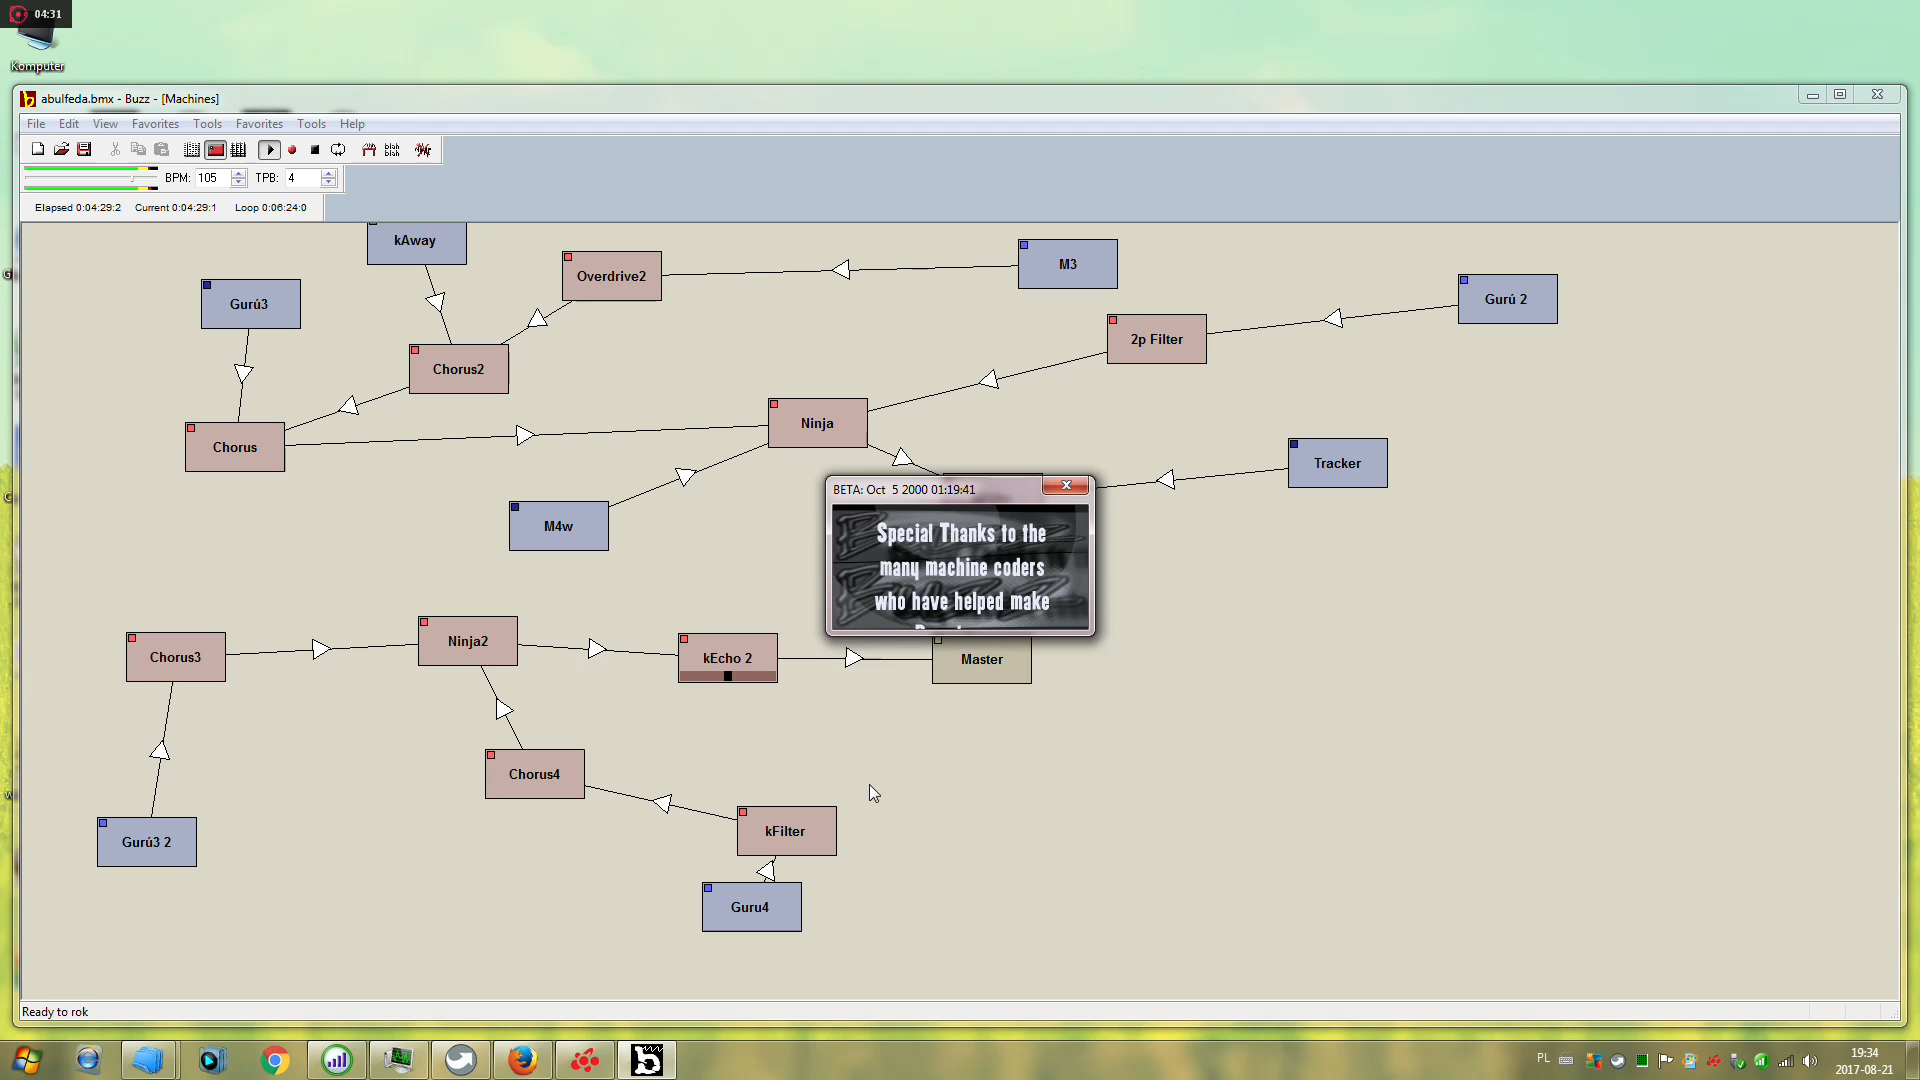 04:31
Komputer
abulfeda.bmx - Buzz - [Machines]
File Edit View Favorites Tools Favorites Tools Help
blah
blah
BPM: 105 TPB: 4
Elapsed 0:04:29:2 Current 0:04:29:1 Loop 0:06:24:0
kAway
Overdrive2
M3
Gurú3
Gurú 2
2p Filter
Chorus2
Ninja
Chorus
Tracker
BETA: Oct 5 2000 01:19:41
M4w
Special Thanks to the
many machine coders
who have helped make
Chorus3
Ninja2
kEcho 2
Master
Chorus4
kFilter
Gurú3 2
Guru4
Ready to rok
PL
19:34
2017-08-21